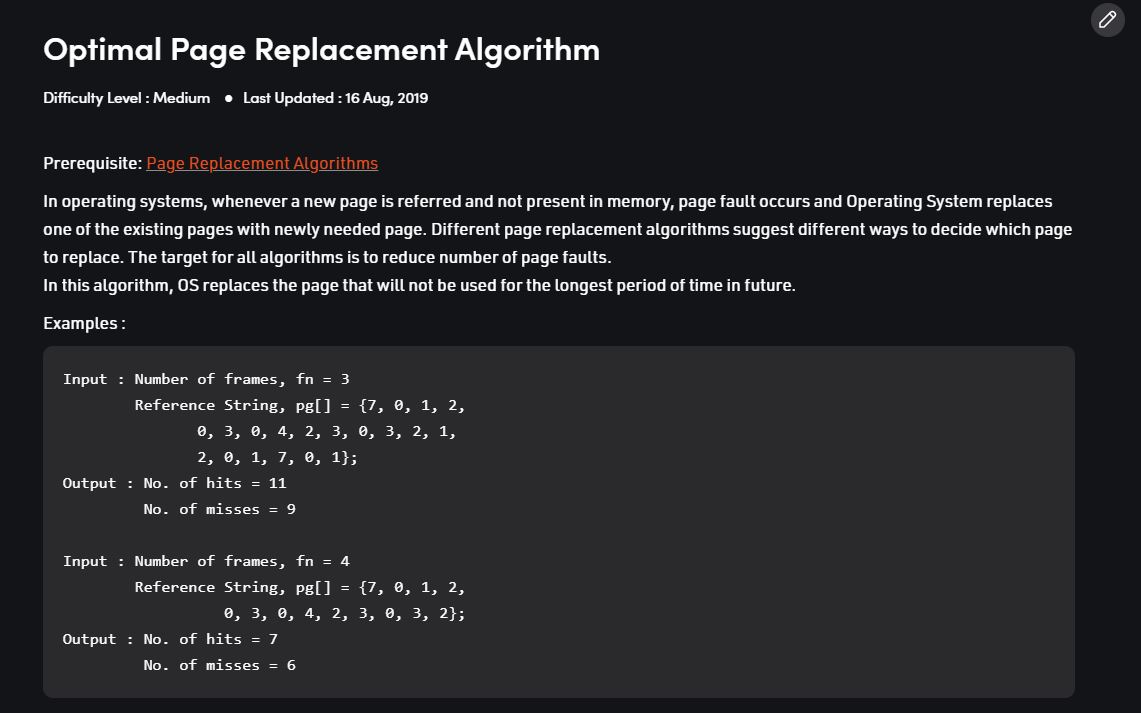 Optimal Page Replacement Algorithm
Difficulty Level : Medium ● Last Updated : 16 Aug, 2019
Prerequisite: Page Replacement Algorithms
In operating systems, whenever a new page is referred and not present in memory, page fault occurs and Operating System replaces
one of the existing pages with newly needed page. Different page replacement algorithms suggest different ways to decide which page
to replace. The target for all algorithms is to reduce number of page faults.
In this algorithm, OS replaces the page that will not be used for the longest period of time in future.
Examples :
Input : Number of frames, fn = 3
        Reference String, pg[] = {7, 0, 1, 2,
               0, 3, 0, 4, 2, 3, 0, 3, 2, 1,
               2, 0, 1, 7, 0, 1};
Output : No. of hits = 11
         No. of misses = 9
Input : Number of frames, fn = 4
        Reference String, pg[] = {7, 0, 1, 2,
                  0, 3, 0, 4, 2, 3, 0, 3, 2};
Output : No. of hits = 7
         No. of misses = 6